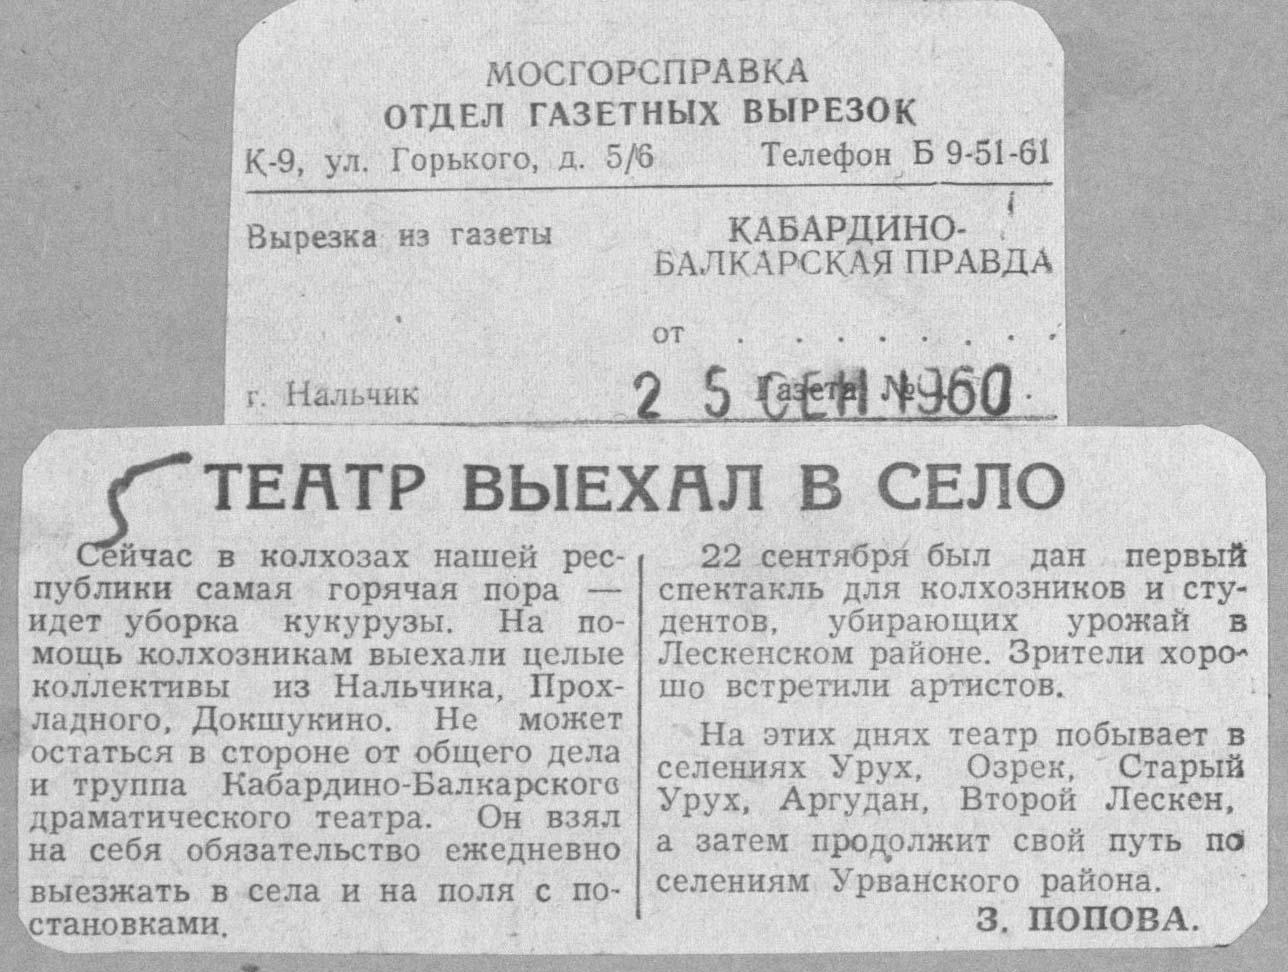 МОСГОРСПРАВКА
ОТДЕЛ ГАЗЕТНЫХ ВЫРЕЗОК
К-9, ул. Горького, д. 5/6 Телефон Б 9-51-61
Вырезка из газеты
КАБАРДИНО-
БАЛКАРСКАЯ ПРАВДА
от . . . . . . . .
г. Нальчик
Газета №
2 5 СЕН 1960
ТЕАТР ВЫЕХАЛ В СЕЛО
Сейчас в колхозах нашей рес-
публики самая горячая пора —
идет уборка кукурузы. На по-
мощь колхозникам выехали целые
коллективы из Нальчика, Прох-
ладного, Докшукино. Не может
остаться в стороне от общего дела
и труппа Кабардино-Балкарского
драматического театра. Он взял
на себя обязательство ежедневно
выезжать в села и на поля с по-
становками.
22 сентября был дан первый
спектакль для колхозников и сту-
дентов, убирающих урожай в
Лескенском районе. Зрители хоро-
шо встретили артистов.
На этих днях театр побывает в
селениях Урух, Озрек, Старый
Урух, Аргудан, Второй Лескен,
а затем продолжит свой путь по
селениям Урванского района.
З. ПОПОВА.